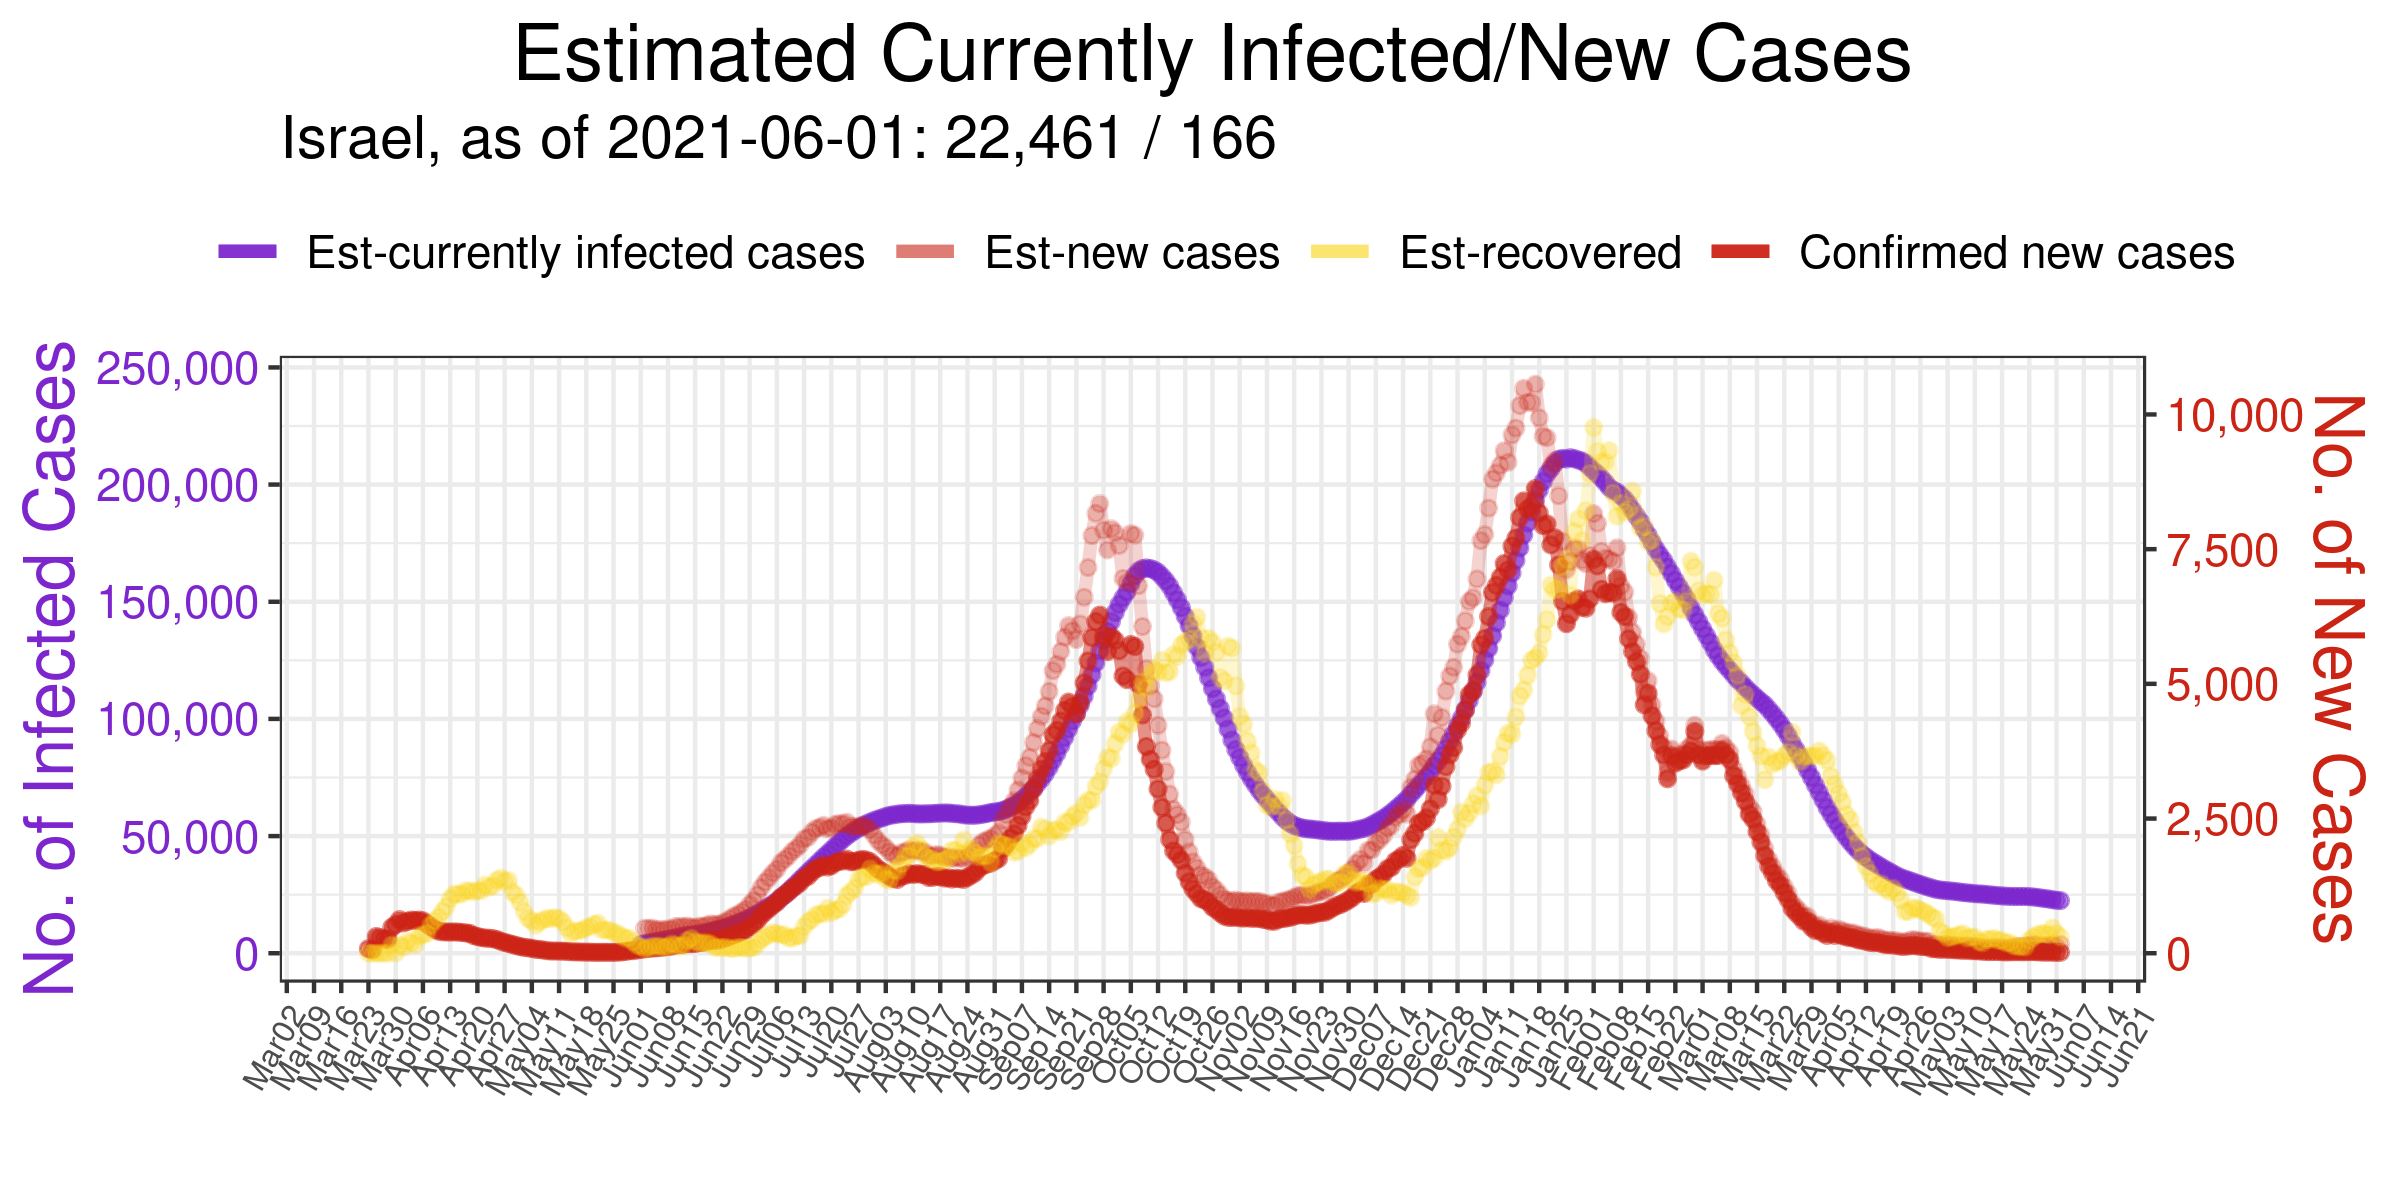 Estimated Currently Infected/New Cases
Israel, as of 2021-06-01: 22,461 / 166
Est-currently infected cases Est-new cases Est-recovered Confirmed new cases
No. of Infected Cases
250,000
200,000
150,000
100,000
50,000
0
10,000
7,500
5,000
2,500
0
No. of New Cases
Mar02
Mar09
Mar16
Mar23
Mar30
Apr06
Apr13
Apr20
Apr27
May04
May11
May18
May25
Jun01
Jun08
Jun15
Jun22
Jun29
Jul06
Jul13
Jul20
Jul27
Aug03
Aug10
Aug17
Aug24
Aug31
Sep07
Sep14
Sep21
Sep28
Oct05
Oct12
Oct19
Oct26
Nov02
Nov09
Nov16
Nov23
Nov30
Dec07
Dec14
Dec21
Dec28
Jan04
Jan11
Jan18
Jan25
Feb01
Feb08
Feb15
Feb22
Mar01
Mar08
Mar15
Mar22
Mar29
Apr05
Apr12
Apr19
Apr26
May03
May10
May17
May24
May31
Jun07
Jun14
Jun21